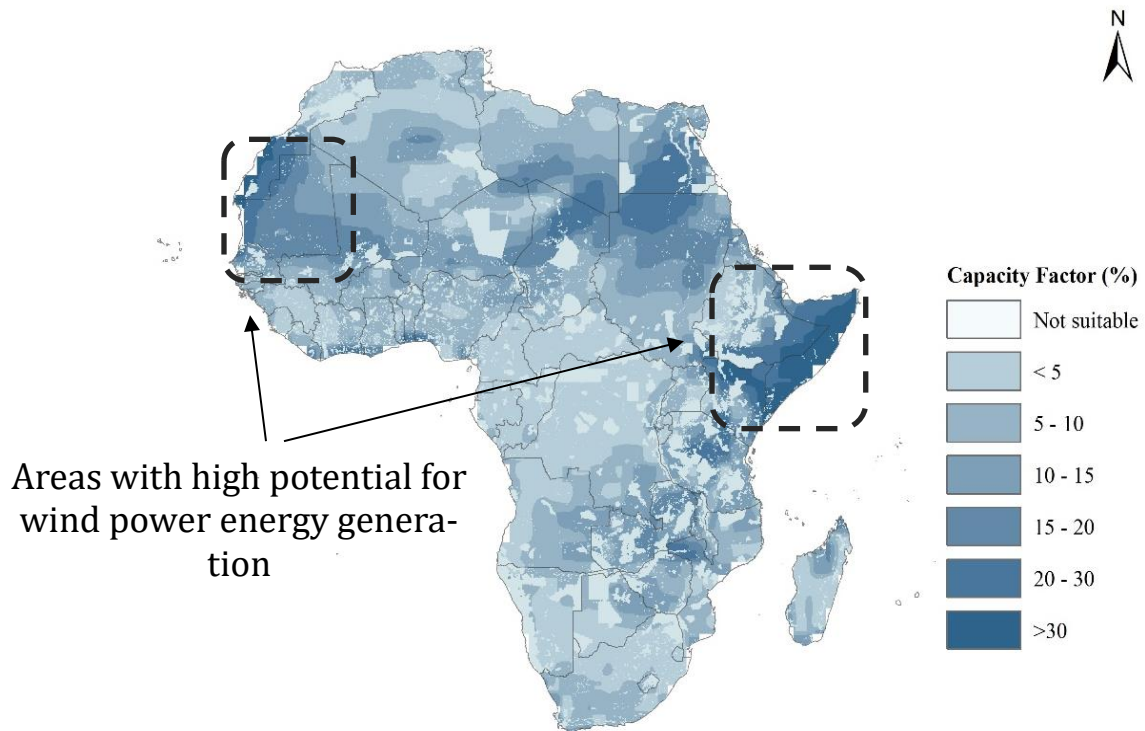 N
Capacity Factor (%)
Not suitable
< 5
5 - 10
10 - 15
15 - 20
20 - 30
>30
Areas with high potential for
wind power energy genera-
tion